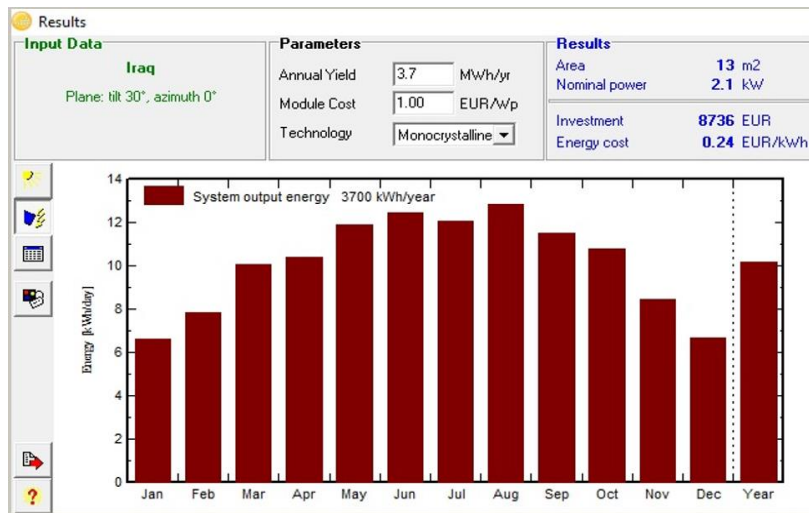 Results
Input Data
Iraq
Plane: tilt 30°, azimuth 0°
Parameters
Annual Yield 3.7 MWh/yr
Module Cost 1.00 EUR/Wp
Technology Monocrystalline
Results
Area 13 m2
Nominal power 2.1 kW
Investment 8736 EUR
Energy cost 0.24 EUR/kWh
System output energy 3700 kWh/year
Energy [kWh/day]
14
12
10
8
6
4
2
0
Jan Feb Mar Apr May Jun Jul Aug Sep Oct Nov Dec Year
?